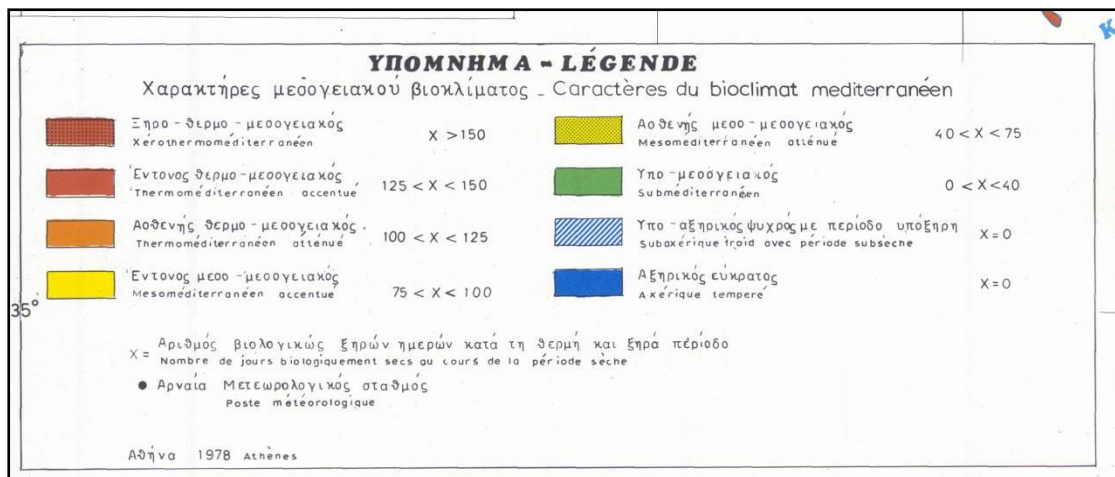 Κ
ΥΠΟΜΝΗΜΑ - LÉGENDE
Χαρακτήρες μεσογειακού βιοκλίματος - Caractères du bioclimat mediterranéen
Ξηρο-θερμο-μεσογειακός X >150
Xérothermoméditerranéen
Έντονος θερμο-μεσογειακός 125 < X < 150
Thermoméditerranéen accentué
Ασθενής θερμο-μεσογειακός. 100 < X < 125
Thermoméditerranéen atténué
Έντονος μεσο-μεσογειακός 75 < X < 100
Mesoméditerranéen accentue
Ασθενής μεσο-μεσογειακός 40 < X < 75
Mesoméditerranéen atténué
Υπο-μεσογειακός 0 < X < 40
Subméditerranéen
Υπο-αξηρικός ψυχρός με περίοδο υπόξηρη X = 0
Subaxérique froid avec période subsèche
Αξηρικός εύκρατος X = 0
Axérique temperé
35°
X = Αριθμός βιολογικώς ξηρών ημερών κατά τη θερμή και ξηρά περίοδο
Nombre de jours biologiquement secs au cours de la période sèche
● Αρναία Μετεωρολογικός σταθμός
Poste météorologique
Αθήνα 1978 Athènes